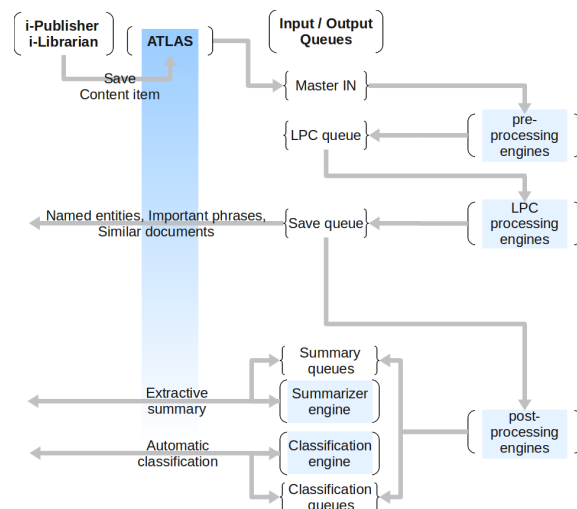 i-Publisher
i-Librarian
ATLAS
Input / Output
Queues
Save
Content item
Master IN
pre-
processing
engines
LPC queue
LPC
processing
engines
Named entities, Important phrases,
Similar documents
Save queue
Summary
queues
Extractive
summary
Summarizer
engine
post-
processing
engines
Automatic
classification
Classification
engine
Classification
queues